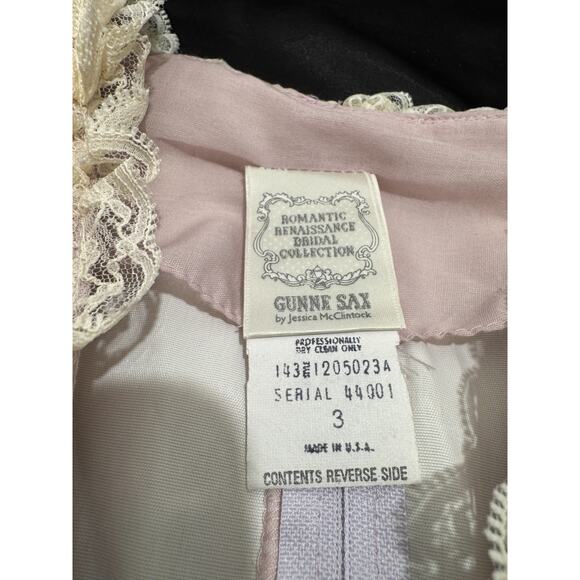 ROMANTIC
RENAISSANCE
BRIDAL
COLLECTION
GUNNE SAX
by Jessica McClintock
PROFESSIONALLY
DRY CLEAN ONLY
143 STYLE 1205023A
SERIAL 44001
3
MADE IN U.S.A.
CONTENTS REVERSE SIDE